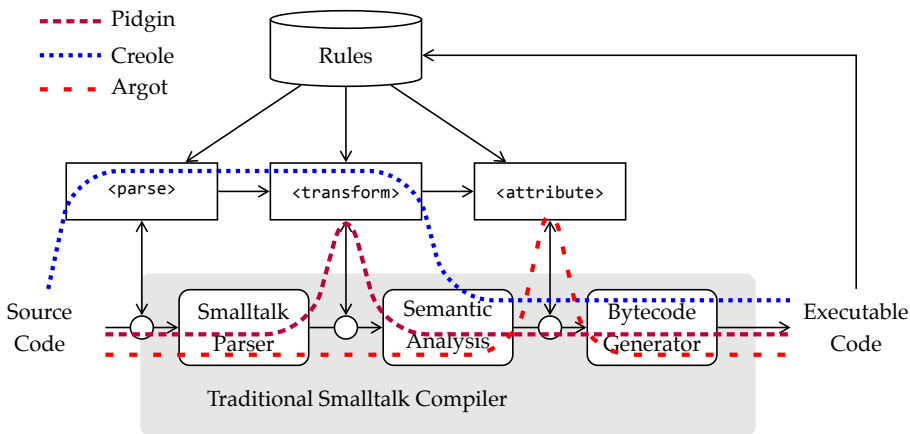 Pidgin
Creole
Argot
Rules
<parse>
<transform>
<attribute>
Source
Code
Smalltalk
Parser
Semantic
Analysis
Bytecode
Generator
Executable
Code
Traditional Smalltalk Compiler